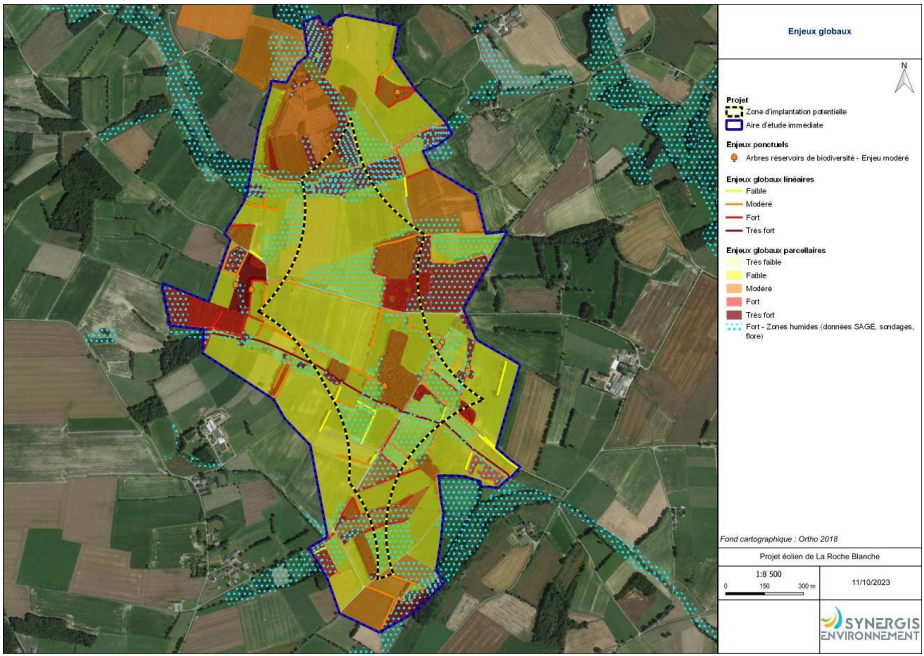 Enjeux globaux
N
Projet
Zone d'implantation potentielle
Aire d'étude immédiate
Enjeux ponctuels
Arbres réservoirs de biodiversité - Enjeu modéré
Enjeux globaux linéaires
Faible
Modéré
Fort
Très fort
Enjeux globaux parcellaires
Très faible
Faible
Modéré
Fort
Très fort
Fort - Zones humides (données SAGE, sondages,
flore)
Fond cartographique : Ortho 2018
Projet éolien de La Roche Blanche
1:8 500
0 150 300 m
11/10/2023
SYNERGIS
ENVIRONNEMENT